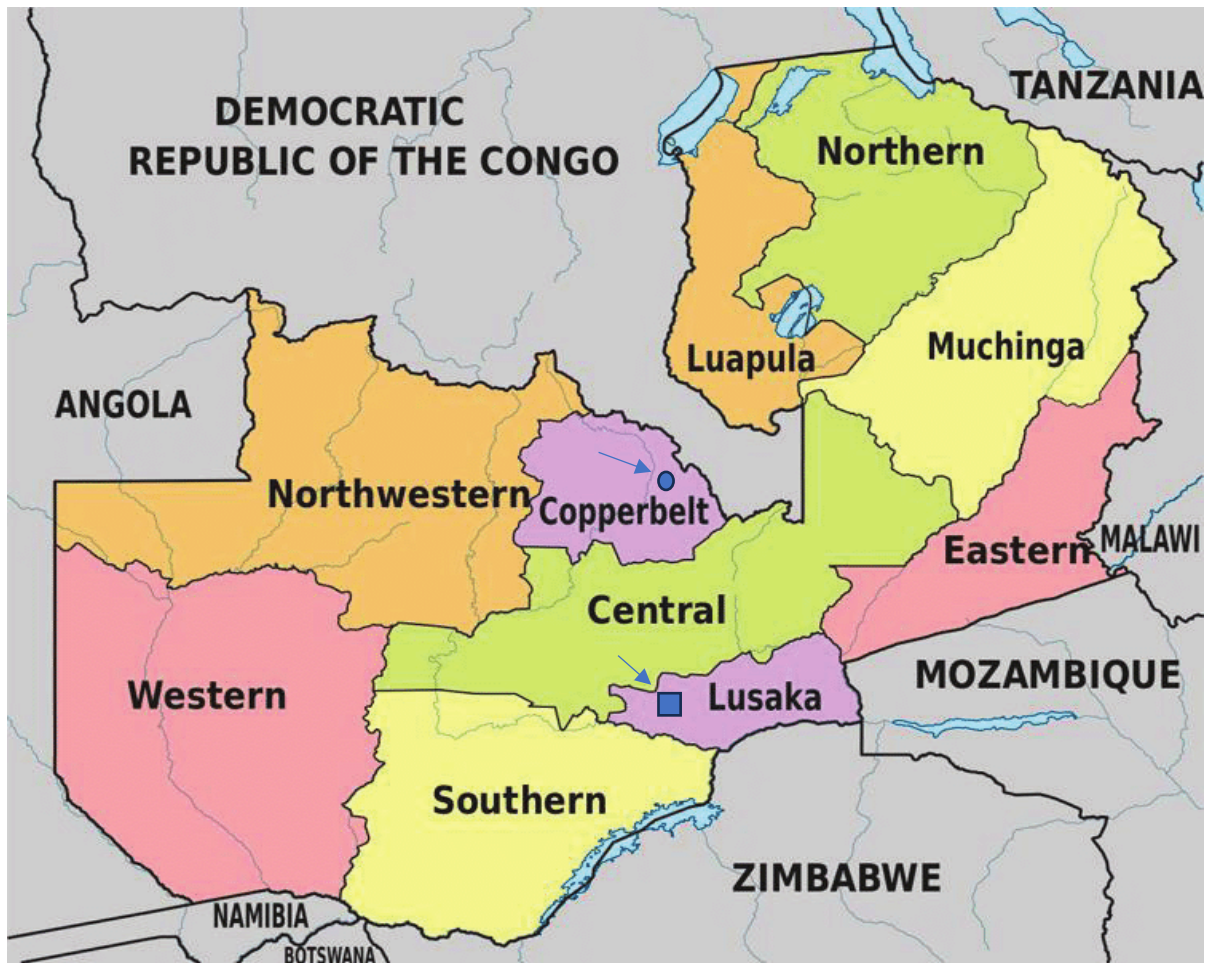 DEMOCRATIC
REPUBLIC OF THE CONGO
TANZANIA
Northern
Muchinga
Luapula
ANGOLA
Northwestern
Copperbelt
Eastern
MALAWI
Central
Western
Lusaka
MOZAMBIQUE
Southern
ZIMBABWE
NAMIBIA
BOTSWANA